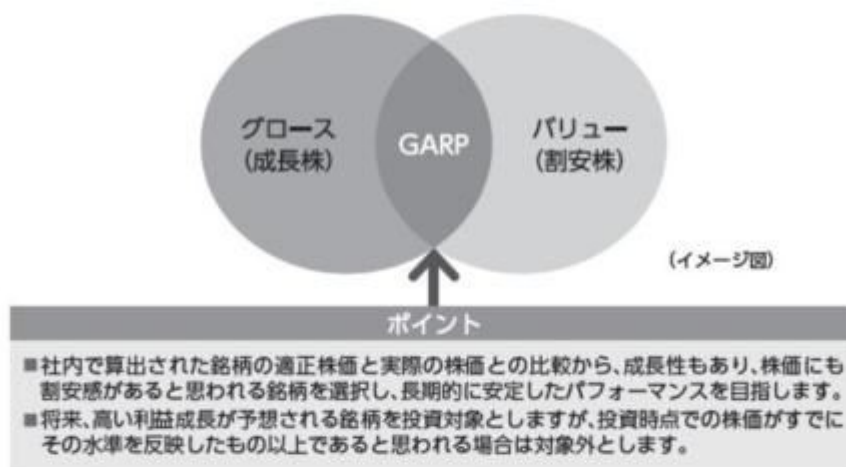 グロース
(成長株)
GARP
バリュー
(割安株)
(イメージ図)
ポイント
■社内で算出された銘柄の適正株価と実際の株価との比較から、成長性もあり、株価にも
割安感があると思われる銘柄を選択し、長期的に安定したパフォーマンスを目指します。
■将来、高い利益成長が予想される銘柄を投資対象としますが、投資時点での株価がすでに
その水準を反映したもの以上であると思われる場合は対象外とします。